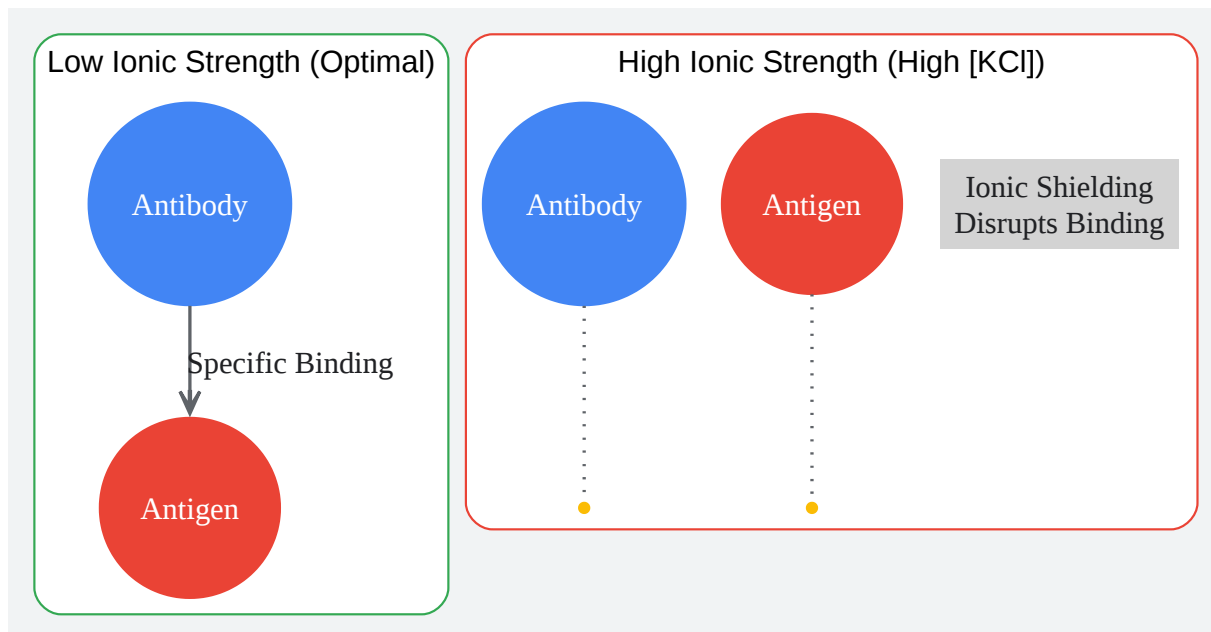 Low Ionic Strength (Optimal)
Antibody
Specific Binding
Antigen
High Ionic Strength (High [KCl])
Antibody
Antigen
Ionic Shielding
Disrupts Binding